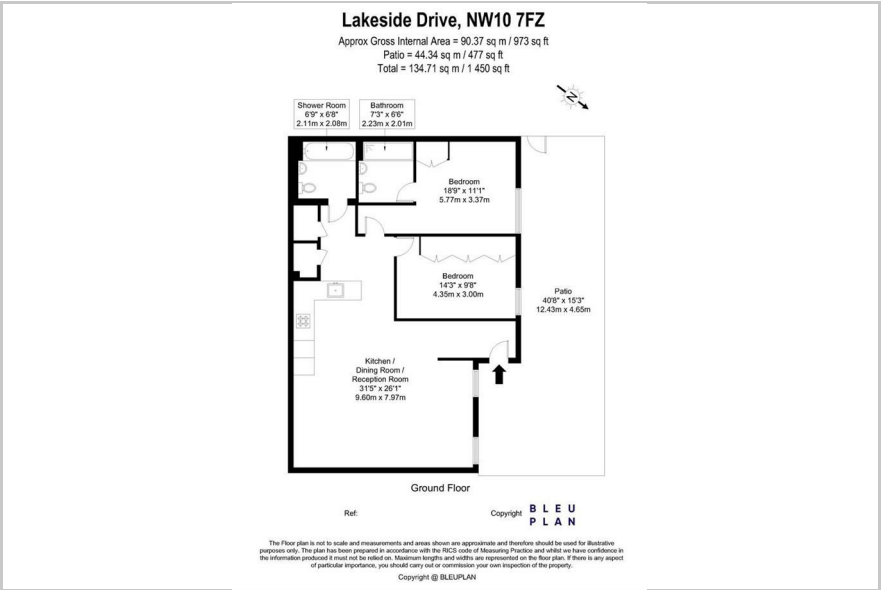 Lakeside Drive, NW10 7FZ
Approx Gross Internal Area = 90.37 sq m / 973 sq ft
Patio = 44.34 sq m / 477 sq ft
Total = 134.71 sq m / 1 450 sq ft
N
Shower Room
6'9" x 6'8"
2.11m x 2.08m
Bathroom
7'3" x 6'6"
2.23m x 2.01m
Bedroom
18'9" x 11'1"
5.77m x 3.37m
Bedroom
14'3" x 9'8"
4.35m x 3.00m
Patio
40'8" x 15'3"
12.43m x 4.65m
Kitchen /
Dining Room /
Reception Room
31'5" x 26'1"
9.60m x 7.97m
Ground Floor
Ref:
Copyright
BLEU
PLAN
The Floor plan is not to scale and measurements and areas shown are approximate and therefore should be used for illustrative
purposes only. The plan has been prepared in accordance with the RICS code of Measuring Practice and whilst we have confidence in
the information produced it must not be relied on. Maximum lengths and widths are represented on the floor plan. If there is any aspect
of particular importance, you should carry out or commission your own inspection of the property.
Copyright @ BLEUPLAN